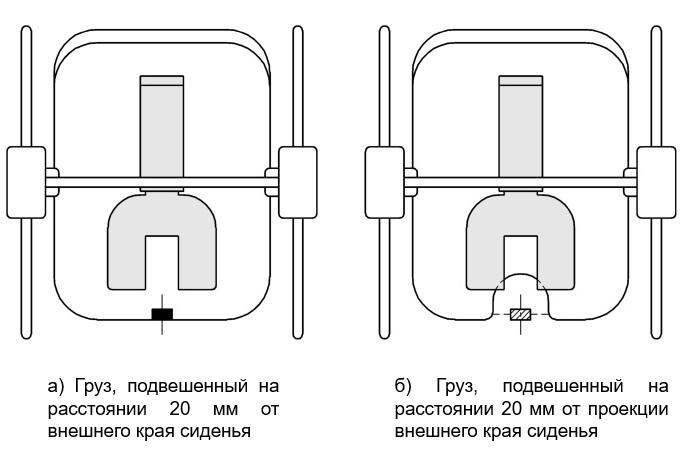 а) Груз, подвешенный на
расстоянии 20 мм от
внешнего края сиденья
б) Груз, подвешенный на
расстоянии 20 мм от проекции
внешнего края сиденья